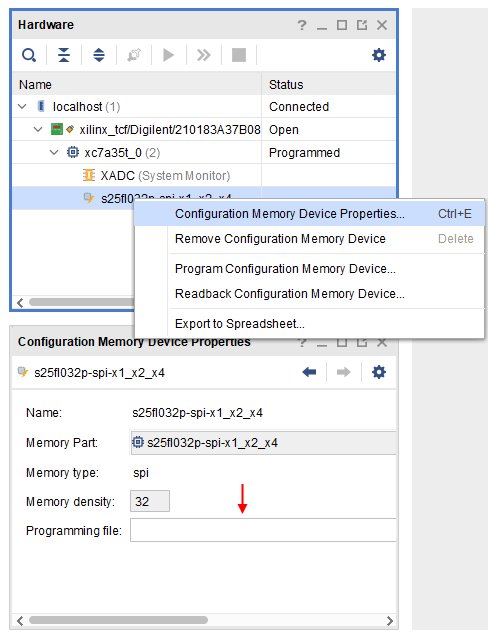 Hardware
Name Status
localhost (1) Connected
xilinx_tcf/Digilent/210183A37B08 Open
xc7a35t_0 (2) Programmed
XADC (System Monitor)
s25fl032p-spi-x1_x2_x4
Configuration Memory Device Properties... Ctrl+E
Remove Configuration Memory Device Delete
Program Configuration Memory Device...
Readback Configuration Memory Device...
Export to Spreadsheet...
Configuration Memory Device Properties
s25fl032p-spi-x1_x2_x4
Name: s25fl032p-spi-x1_x2_x4
Memory Part: s25fl032p-spi-x1_x2_x4
Memory type: spi
Memory density: 32
Programming file: